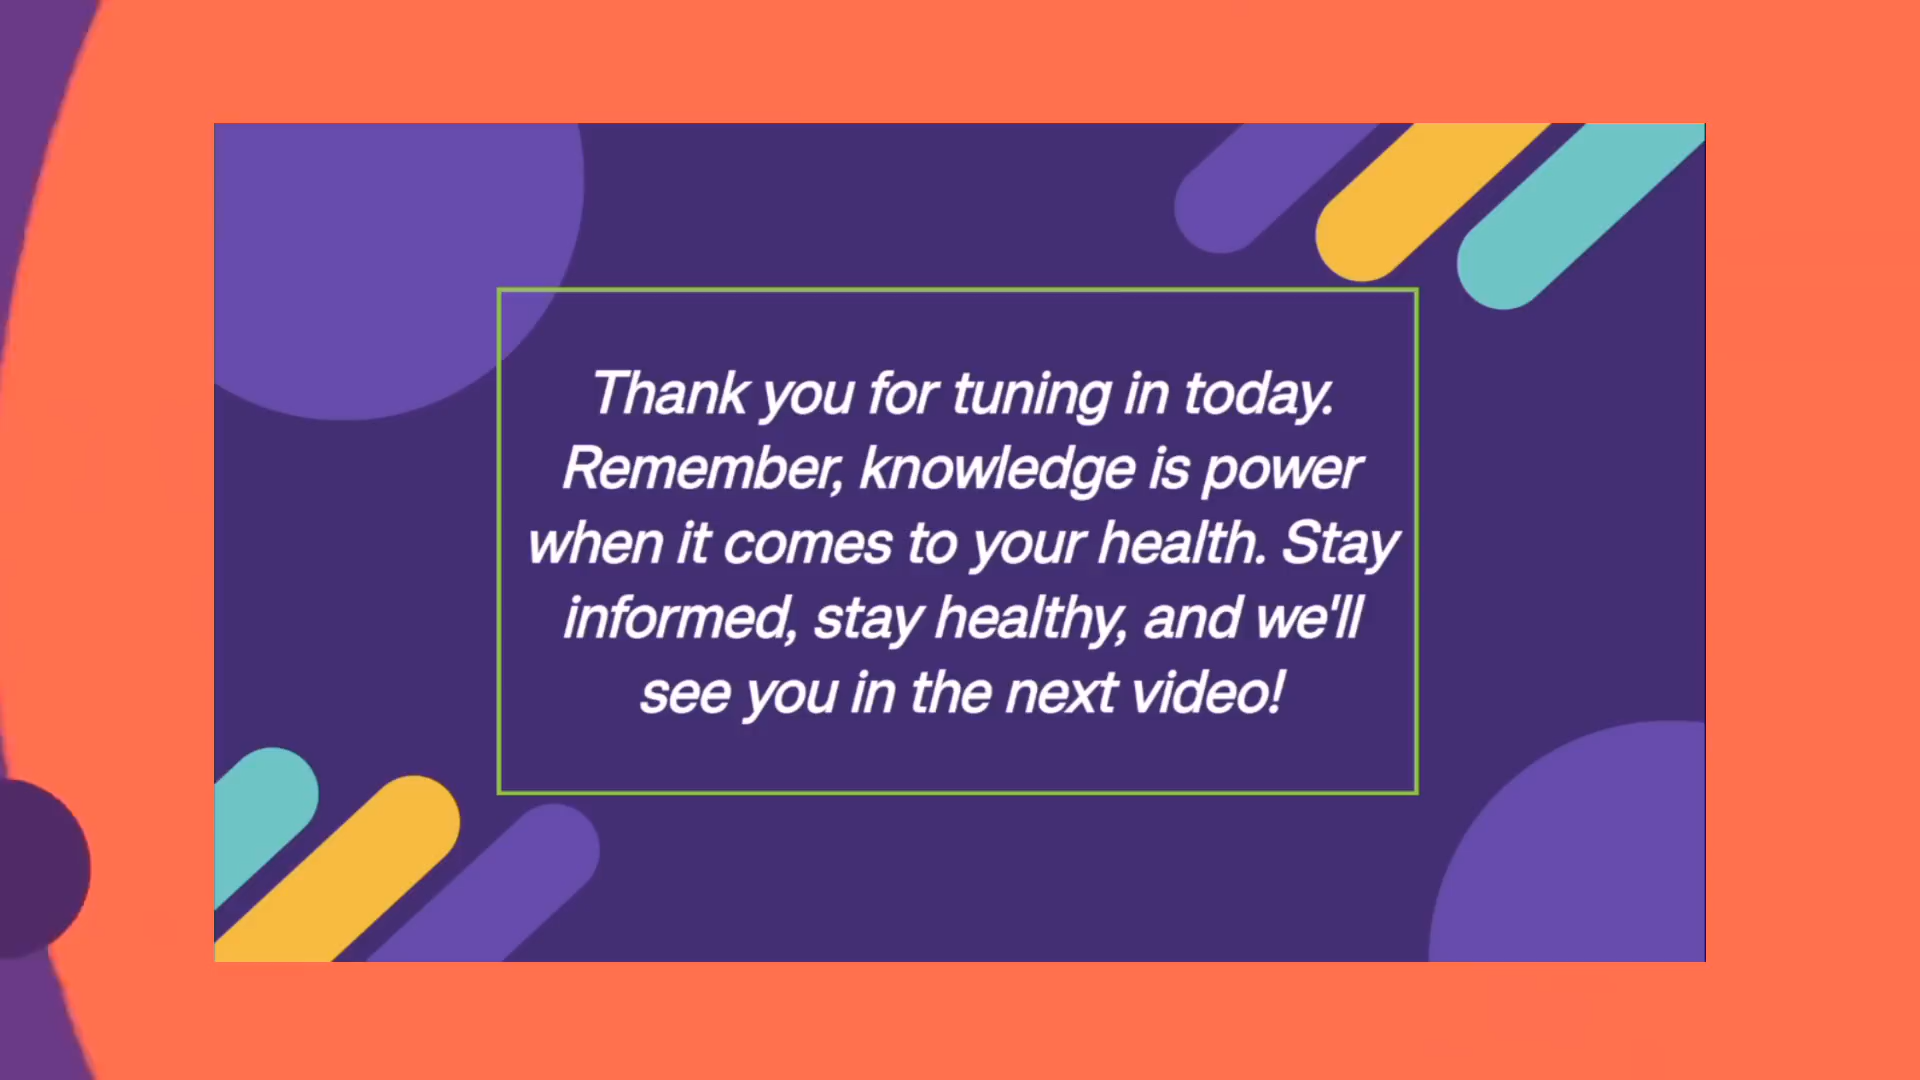 Thank you for tuning in today.
Remember, knowledge is power
when it comes to your health. Stay
informed, stay healthy, and we'll
see you in the next video!